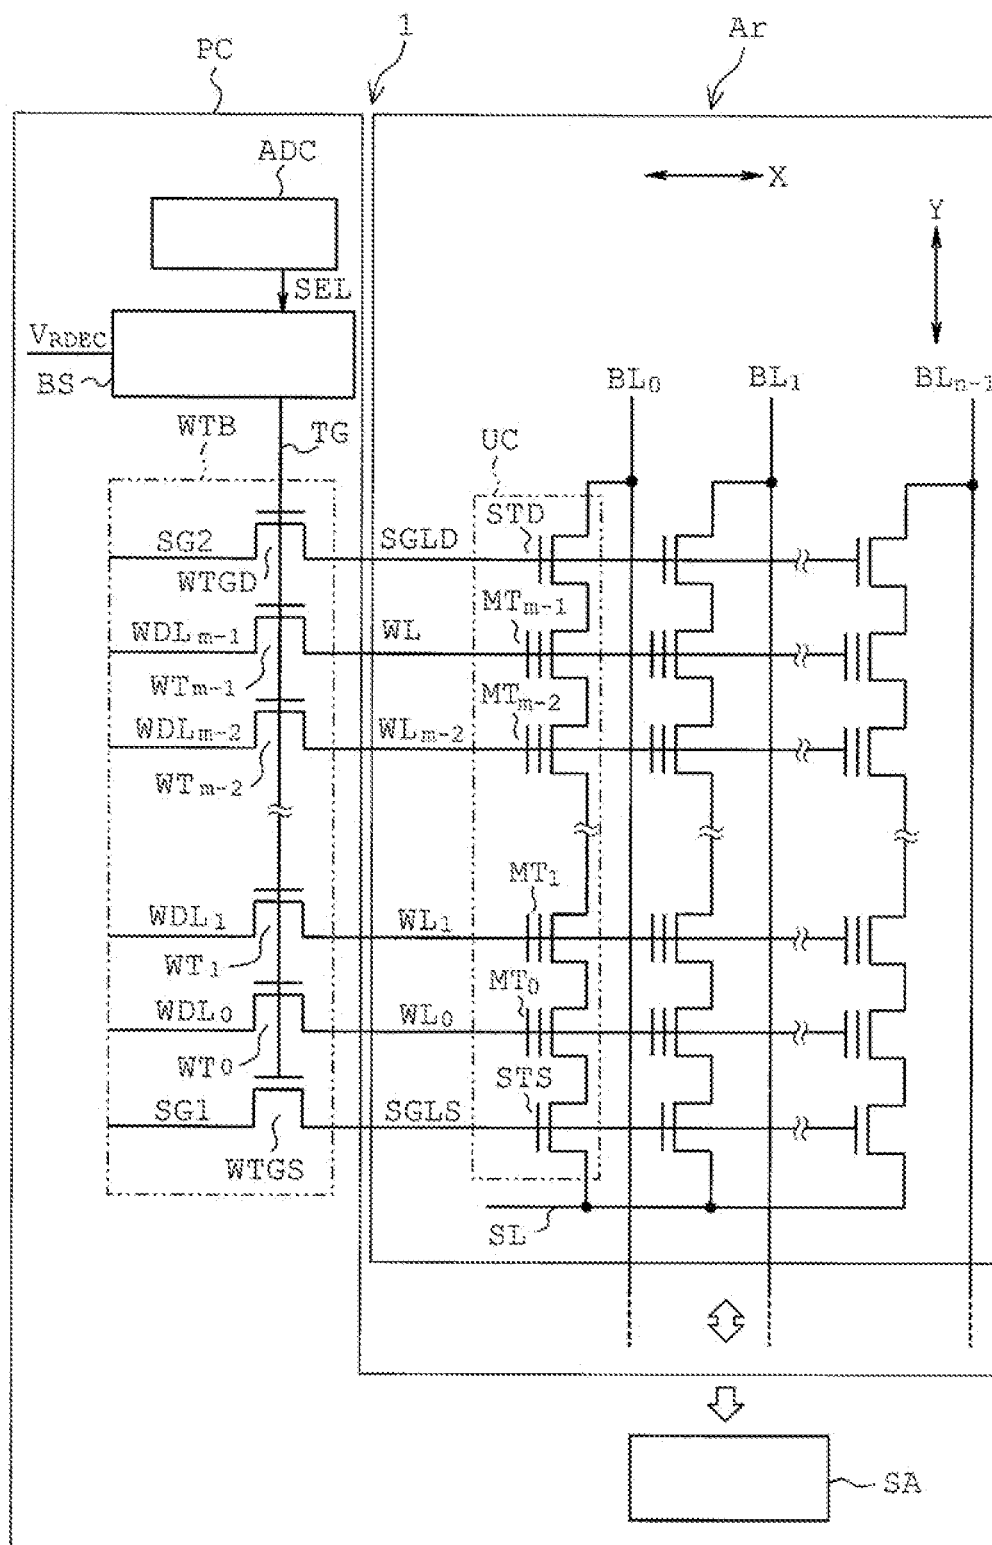 1
Ar
PC
ADC
X
Y
SEL
VRDEC
BS
BL0
BL1
BLn-1
WTB
TG
UC
STD
SG2
SGLD
WTGD
MTm-1
WDLm-1
WL
WTm-1
MTm-2
WDLm-2
WLm-2
WTm-2
MT1
WDL1
WL1
WT1
MT0
WDL0
WL0
WT0
STS
SG1
SGLS
WTGS
SL
SA